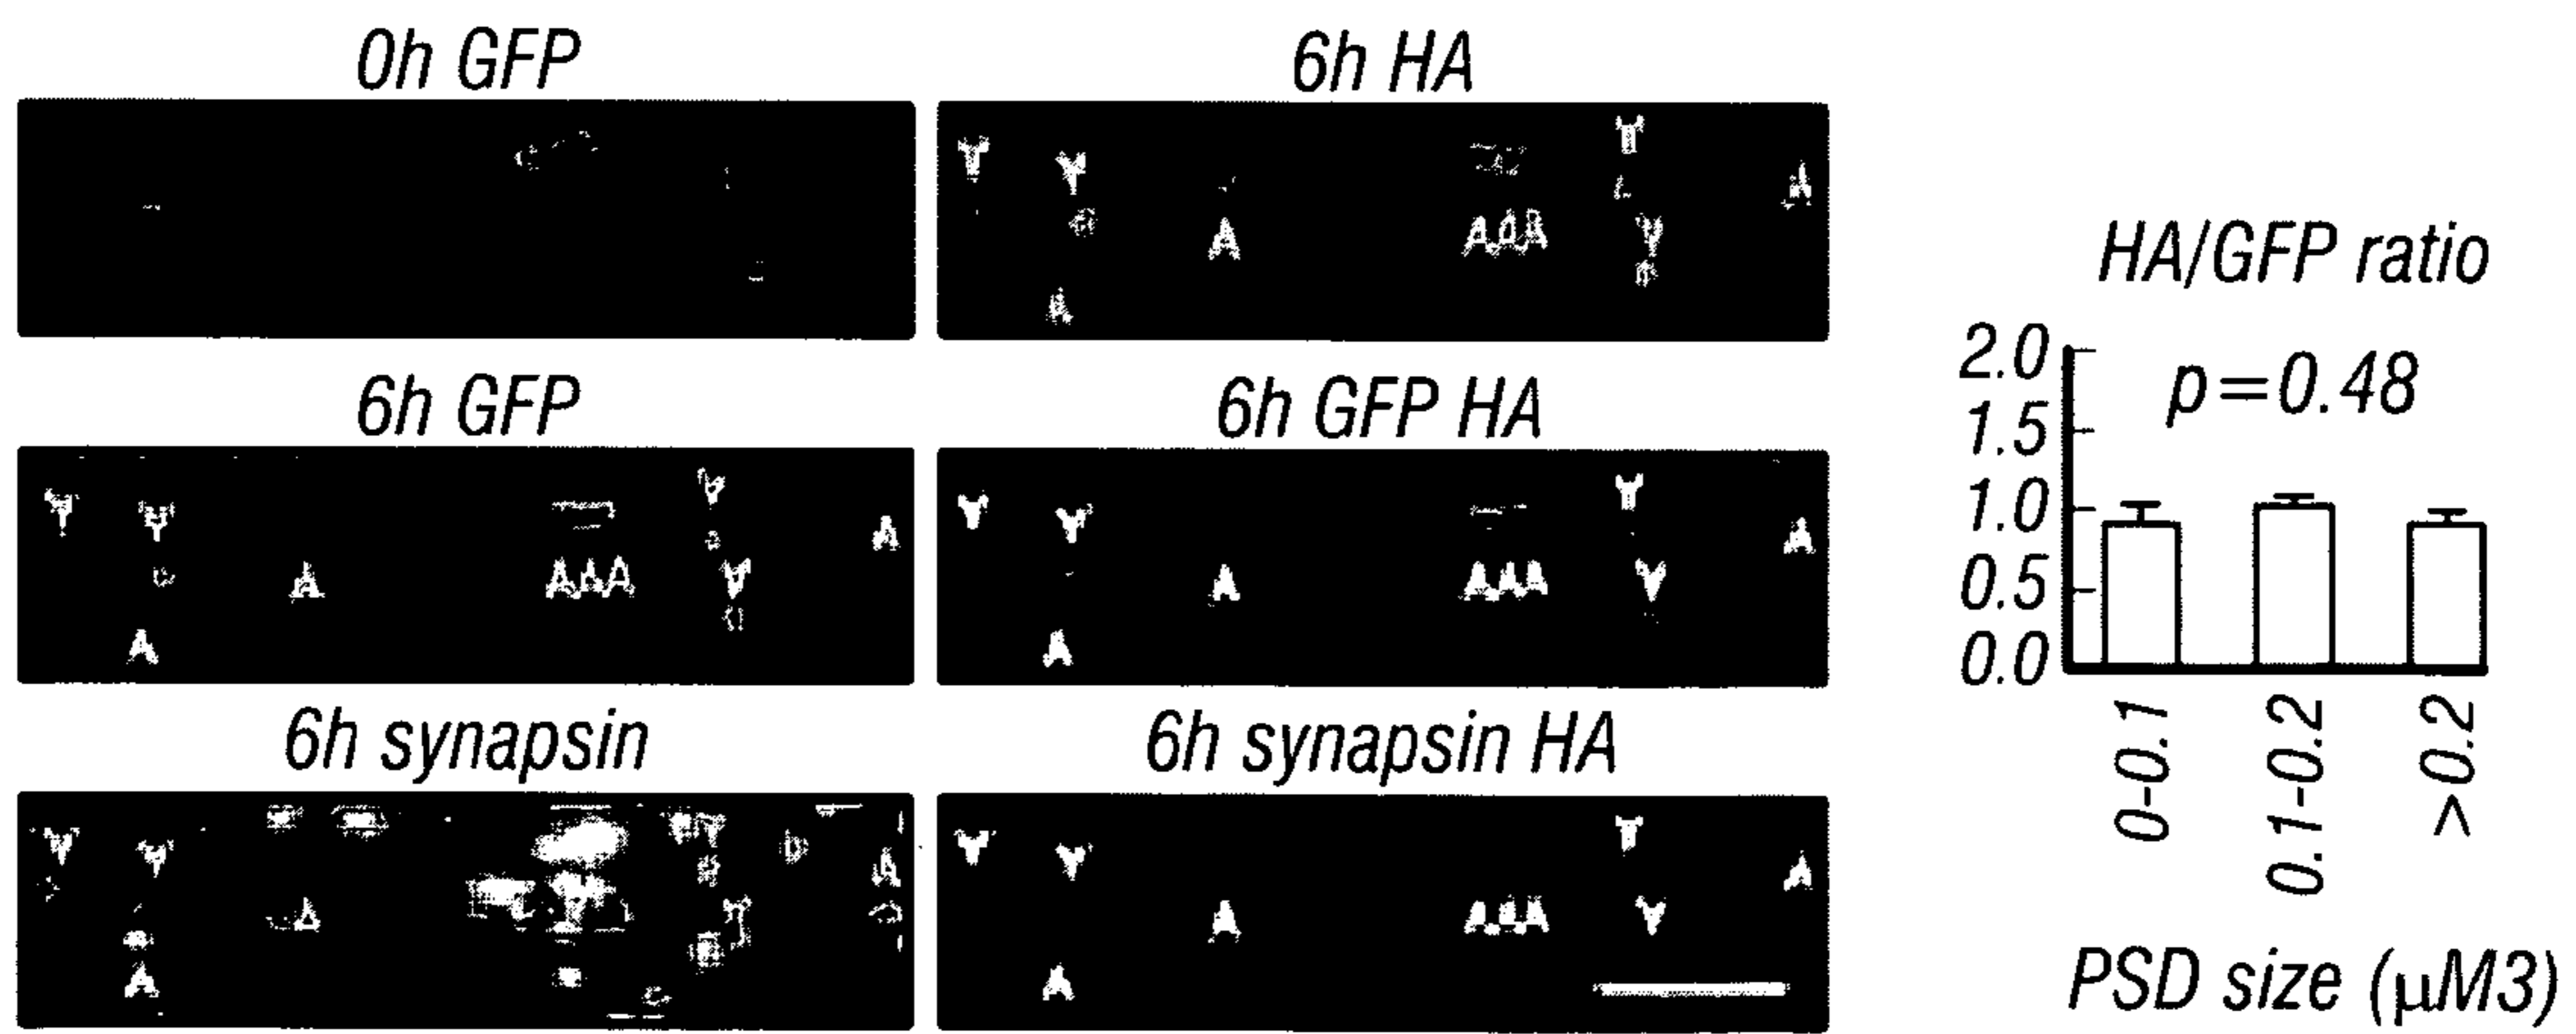 0h GFP
6h HA
6h GFP
6h GFP HA
6h synapsin
6h synapsin HA
HA/GFP ratio
p=0.48
2.0
1.5
1.0
0.5
0.0
0-0.1
0.1-0.2
>0.2
PSD size (μM3)